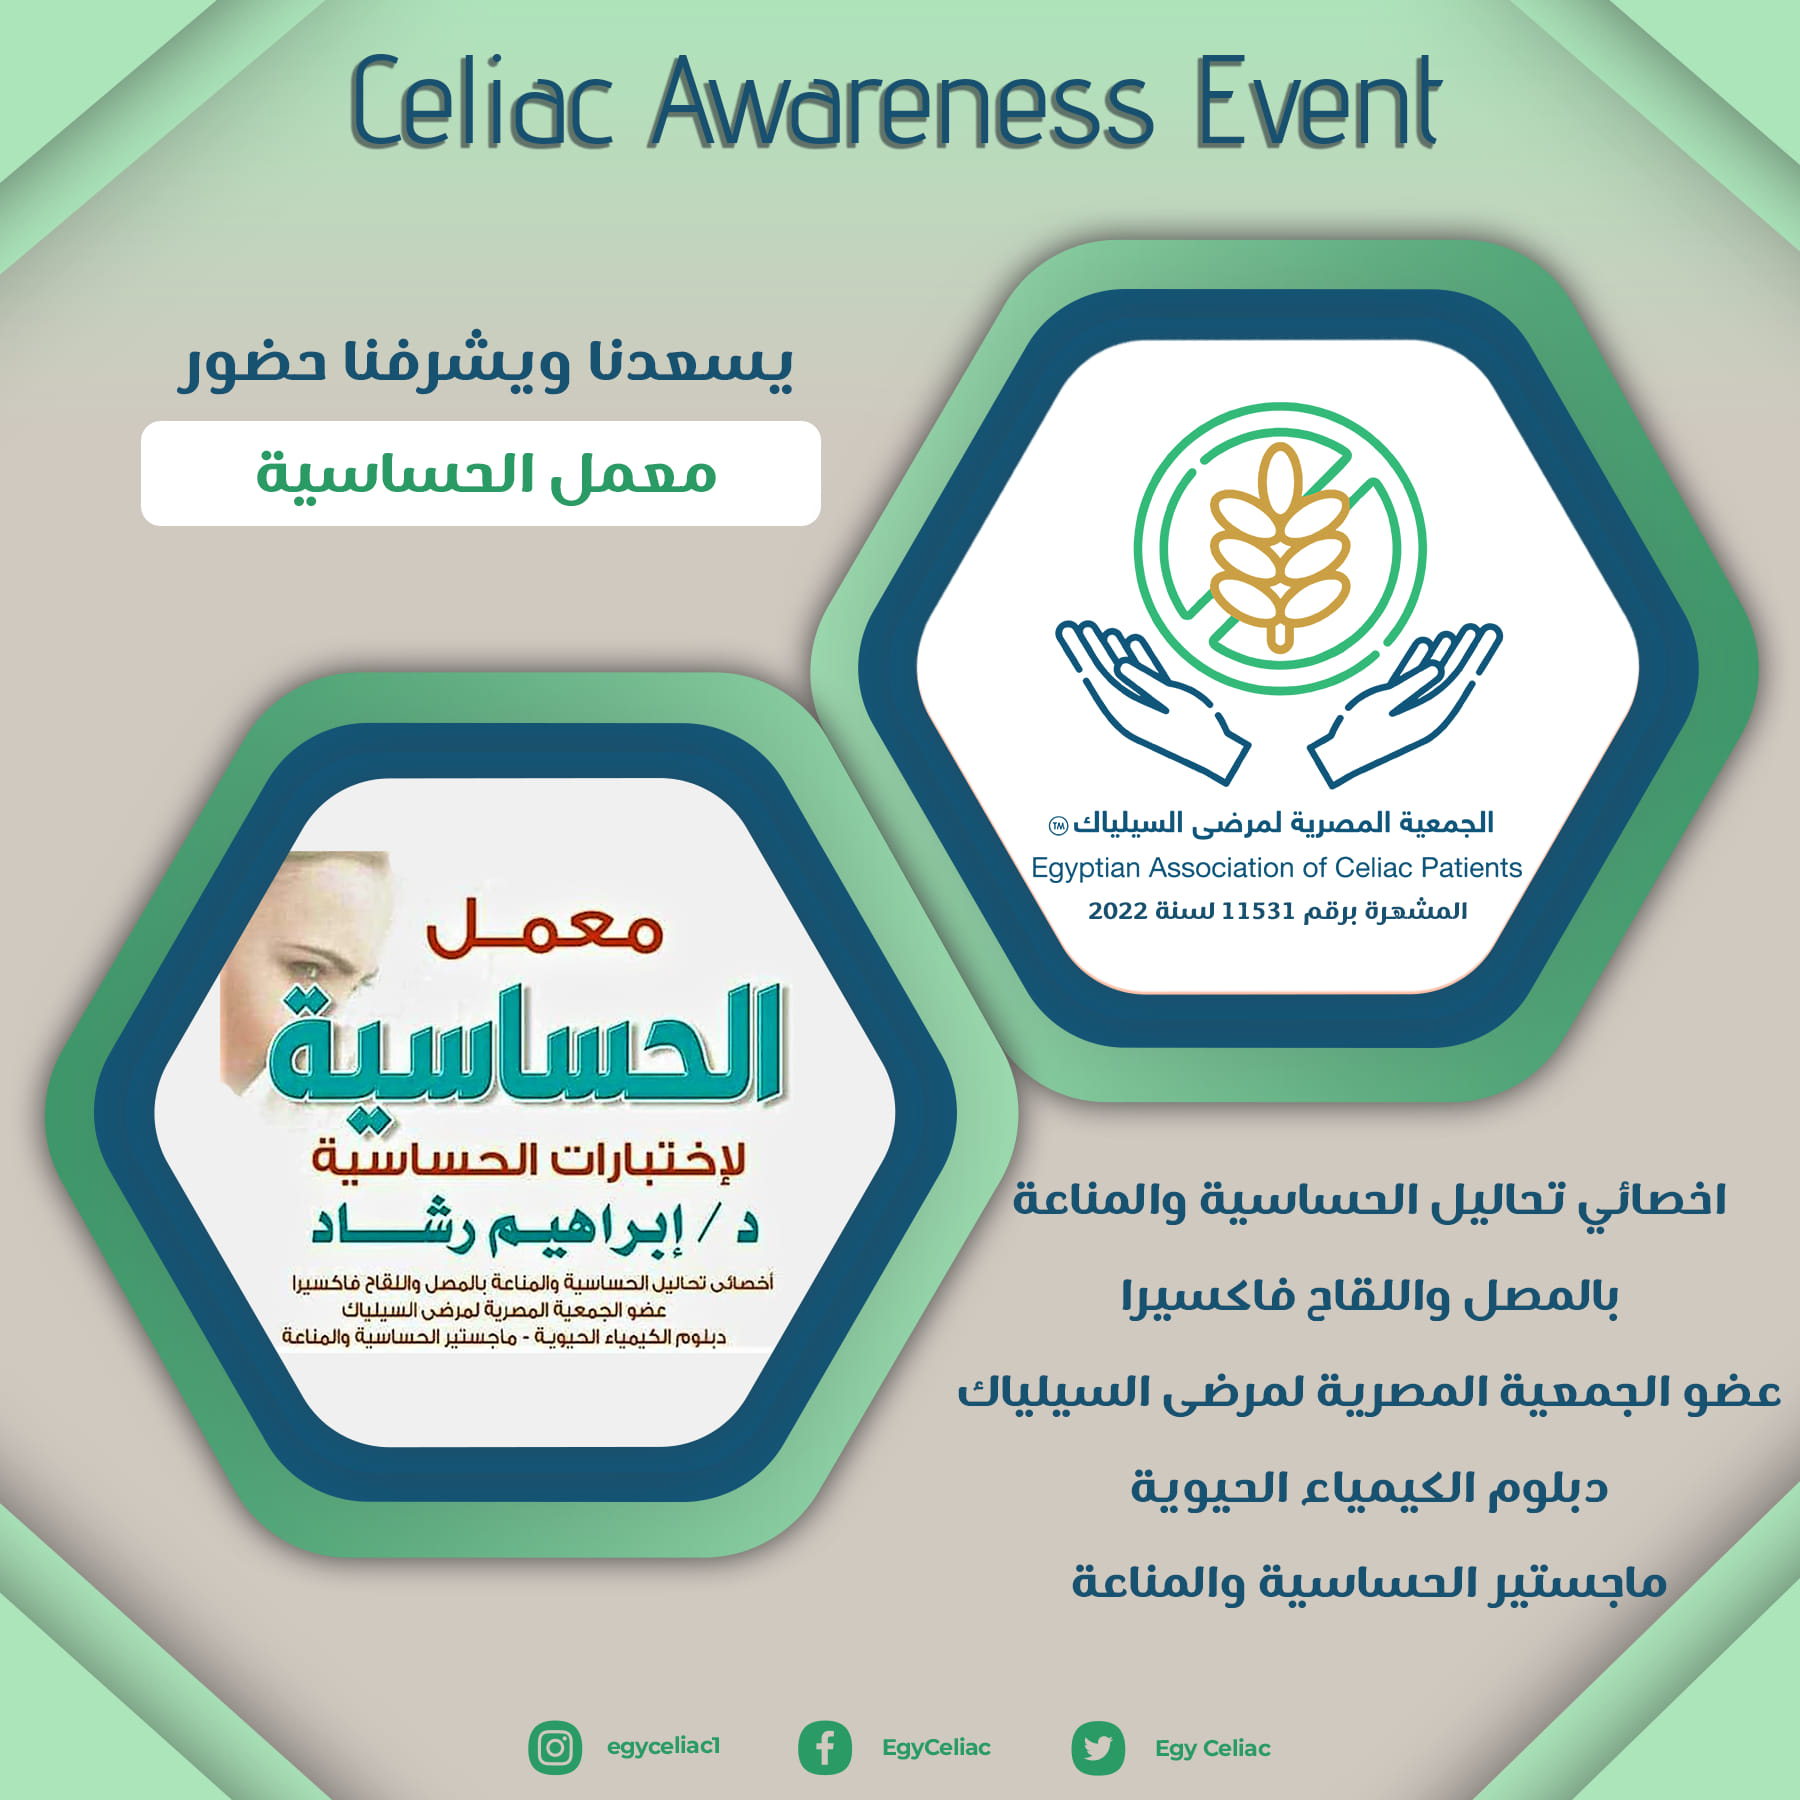 Celiac Awareness Event
يسعدنا ويشرفنا حضور
معمل الحساسية
الجمعية المصرية لمرضى السيلياك TM
Egyptian Association of Celiac Patients
المشهرة برقم 11531 لسنة 2022
معمل
الحساسية
لإختبارات الحساسية
د / إبراهيم رشاد
أخصائى تحاليل الحساسية والمناعة بالمصل واللقاح فاكسيرا
عضو الجمعية المصرية لمرضى السيلياك
دبلوم الكيمياء الحيوية - ماجستير الحساسية والمناعة
اخصائي تحاليل الحساسية والمناعة
بالمصل واللقاح فاكسيرا
عضو الجمعية المصرية لمرضى السيلياك
دبلوم الكيمياء الحيوية
ماجستير الحساسية والمناعة
egyceliac1
EgyCeliac
Egy Celiac